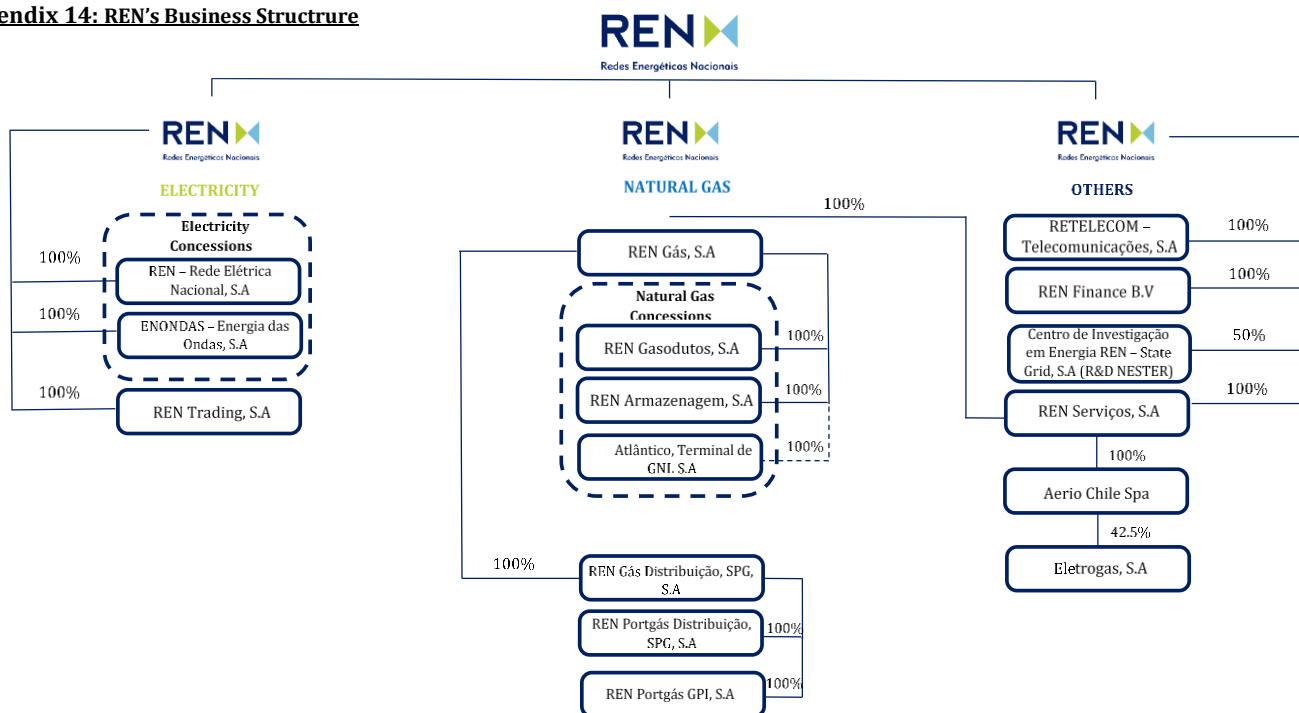 endix 14: REN's Business Structrure
REN
Redes Energéticas Nacionais
REN
Redes Energéticas Nacionais
ELECTRICITY
Electricity
Concessions
100%
REN – Rede Elétrica
Nacional, S.A
100%
ENONDAS – Energia das
Ondas, S.A
100%
REN Trading, S.A
REN
Redes Energéticas Nacionais
NATURAL GAS
100%
REN Gás, S.A
Natural Gas
Concessions
REN Gasodutos, S.A
100%
REN Armazenagem, S.A
100%
Atlântico, Terminal de
GNL S.A
100%
100%
REN Gás Distribuição, SPG,
S.A
REN Portgás Distribuição,
SPG, S.A
100%
REN Portgás GPI, S.A
100%
REN
Redes Energéticas Nacionais
OTHERS
RETELECOM –
Telecomunicações, S.A
100%
REN Finance B.V
100%
Centro de Investigação
em Energia REN – State
Grid, S.A (R&D NESTER)
50%
REN Serviços, S.A
100%
100%
Aerio Chile Spa
42.5%
Eletrogas, S.A